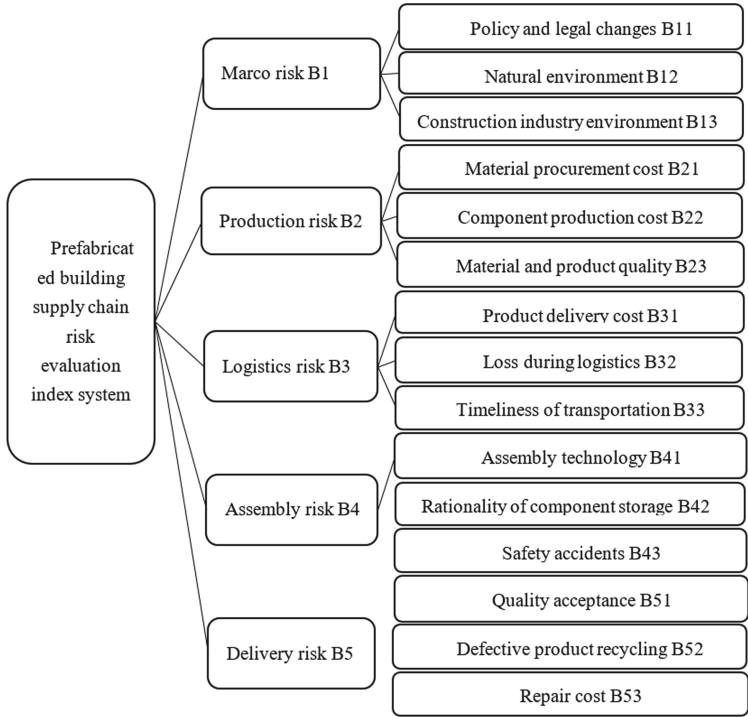 Prefabricat
ed building
supply chain
risk
evaluation
index system
Marco risk B1
Policy and legal changes B11
Natural environment B12
Construction industry environment B13
Production risk B2
Material procurement cost B21
Component production cost B22
Material and product quality B23
Logistics risk B3
Product delivery cost B31
Loss during logistics B32
Timeliness of transportation B33
Assembly risk B4
Assembly technology B41
Rationality of component storage B42
Safety accidents B43
Delivery risk B5
Quality acceptance B51
Defective product recycling B52
Repair cost B53